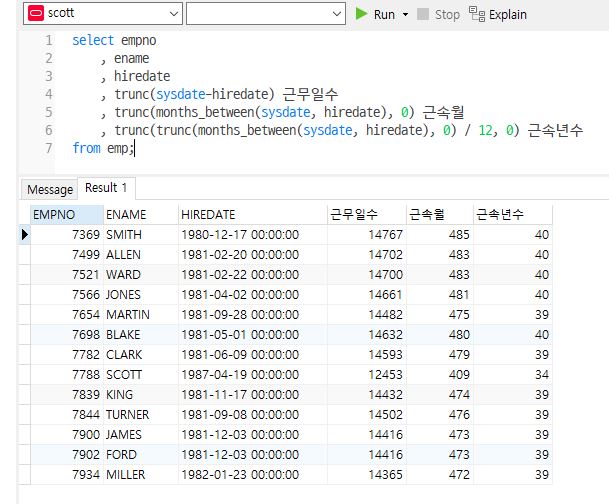 scott Run Stop Explain
1 select empno
2 , ename
3 , hiredate
4 , trunc(sysdate-hiredate) 근무일수
5 , trunc(months_between(sysdate, hiredate), 0) 근속월
6 , trunc(trunc(months_between(sysdate, hiredate), 0) / 12, 0) 근속년수
7 from emp;
Message Result 1
EMPNO ENAME HIREDATE 근무일수 근속월 근속년수
7369 SMITH 1980-12-17 00:00:00 14767 485 40
7499 ALLEN 1981-02-20 00:00:00 14702 483 40
7521 WARD 1981-02-22 00:00:00 14700 483 40
7566 JONES 1981-04-02 00:00:00 14661 481 40
7654 MARTIN 1981-09-28 00:00:00 14482 475 39
7698 BLAKE 1981-05-01 00:00:00 14632 480 40
7782 CLARK 1981-06-09 00:00:00 14593 479 39
7788 SCOTT 1987-04-19 00:00:00 12453 409 34
7839 KING 1981-11-17 00:00:00 14432 474 39
7844 TURNER 1981-09-08 00:00:00 14502 476 39
7900 JAMES 1981-12-03 00:00:00 14416 473 39
7902 FORD 1981-12-03 00:00:00 14416 473 39
7934 MILLER 1982-01-23 00:00:00 14365 472 39